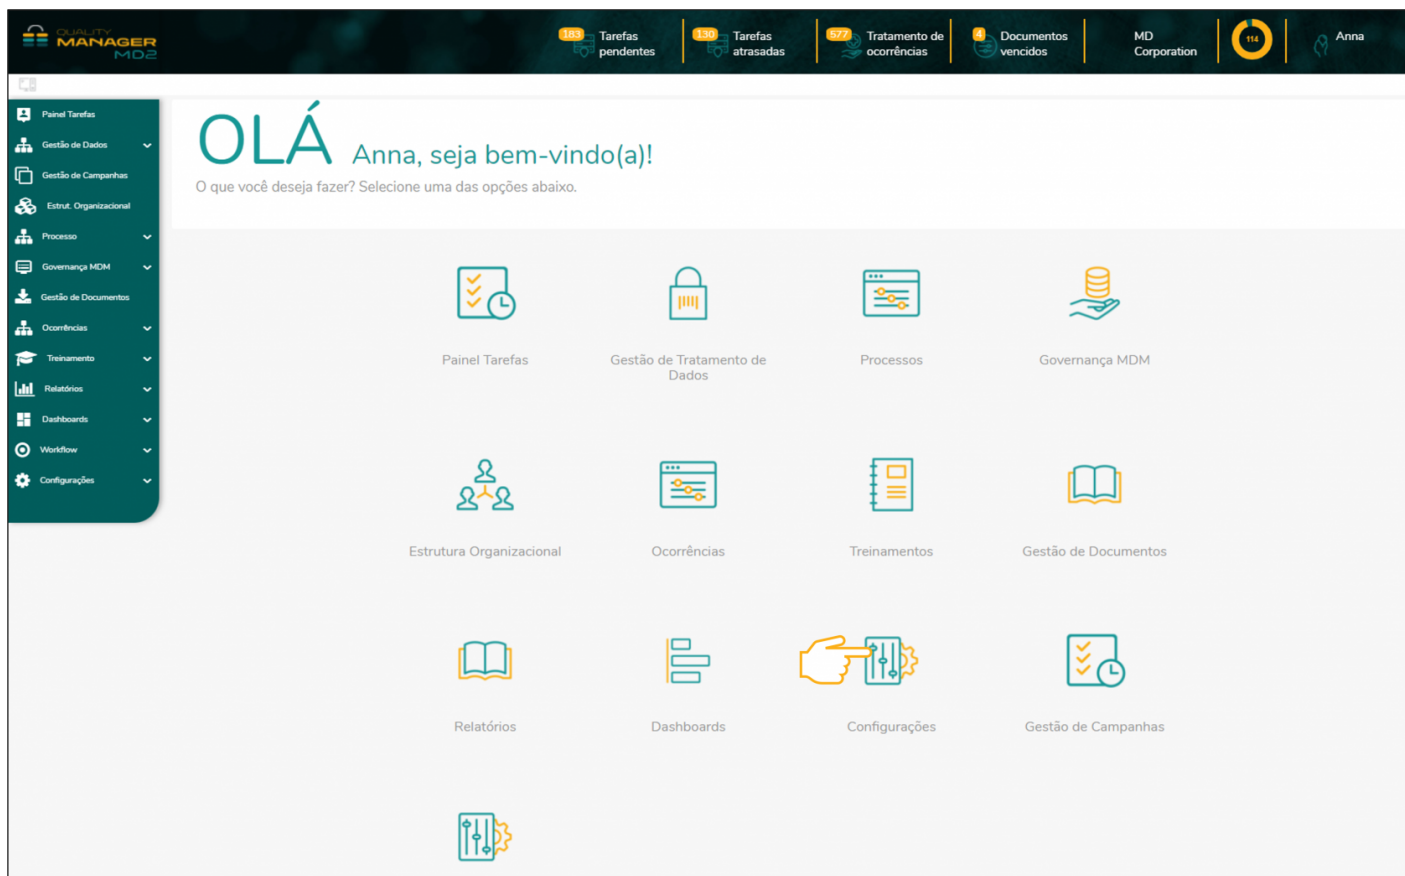 QUALITY
MANAGER
MD2
183
Tarefas
pendentes
130
Tarefas
atrasadas
577
Tratamento de
ocorrências
4
Documentos
vencidos
MD
Corporation
114
Anna
Painel Tarefas
Gestão de Dados
Gestão de Campanhas
Estrut. Organizacional
Processo
Governança MDM
Gestão de Documentos
Ocorrências
Treinamento
Relatórios
Dashboards
Workflow
Configurações
OLÁ Anna, seja bem-vindo(a)!
O que você deseja fazer? Selecione uma das opções abaixo.
Painel Tarefas
Gestão de Tratamento de
Dados
Processos
Governança MDM
Estrutura Organizacional
Ocorrências
Treinamentos
Gestão de Documentos
Relatórios
Dashboards
Configurações
Gestão de Campanhas